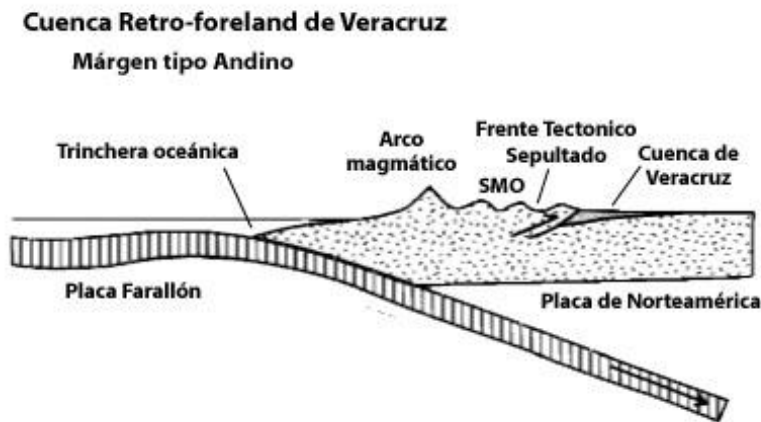 Cuenca Retro-foreland de Veracruz
Márgen tipo Andino
Trinchera oceánica
Arco
magmático
SMO
Frente Tectonico
Sepultado
Cuenca de
Veracruz
Placa Farallón
Placa de Norteamérica